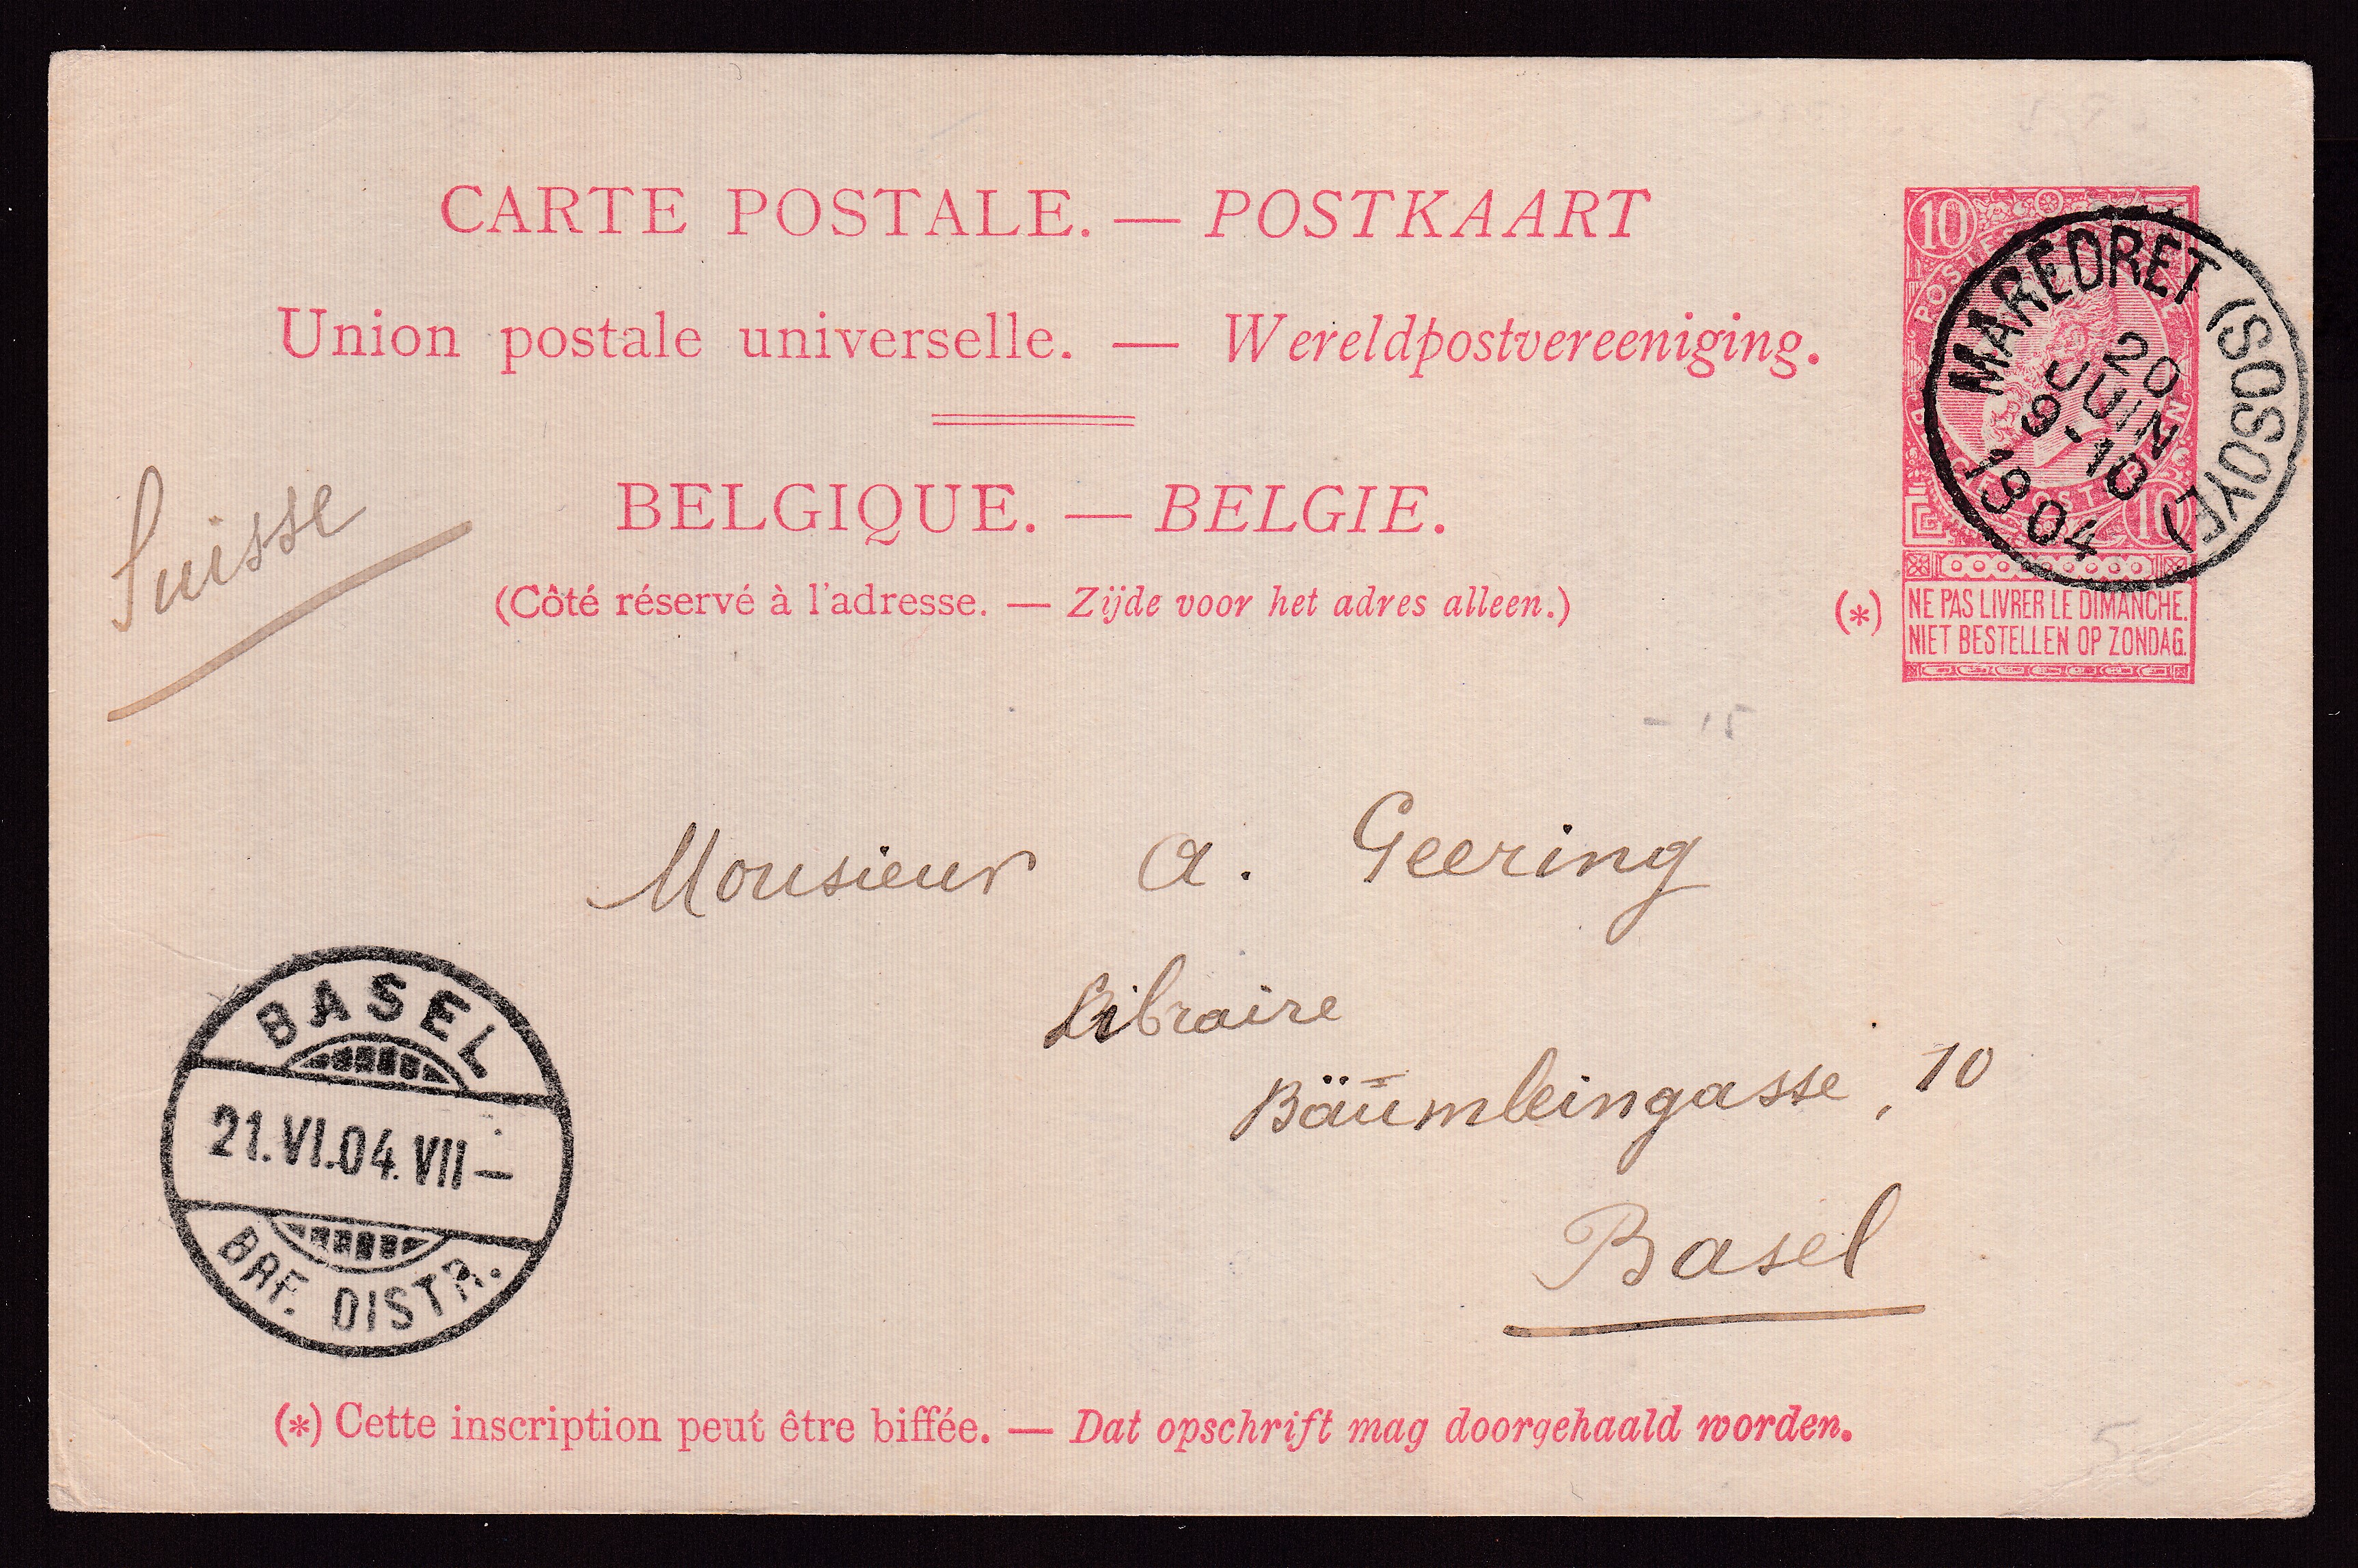 CARTE POSTALE. — POSTKAART
Union postale universelle. — Wereldpostvereeniging.
BELGIQUE. — BELGIE.
(Côté réservé à l'adresse. — Zijde voor het adres alleen.)
10
10
(*) NE PAS LIVRER LE DIMANCHE.
NIET BESTELLEN OP ZONDAG.
MAREDRET (SOSOYE)
20
JUIN
9-10
1904
Suisse
- 15
Monsieur A. Geering
Libraire
Bäumleingasse, 10
Basel
BASEL
21.VI.04.VII—
BRF. DISTR.
(*) Cette inscription peut être biffée. — Dat opschrift mag doorgehaald worden.